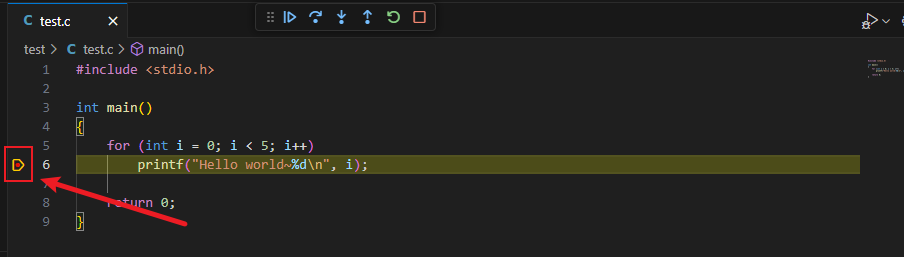 C test.c ×
test > C test.c > main()
1 #include <stdio.h>
2
3 int main()
4 {
5 for (int i = 0; i < 5; i++)
6 printf("Hello world~%d\n", i);
7
8 return 0;
9 }